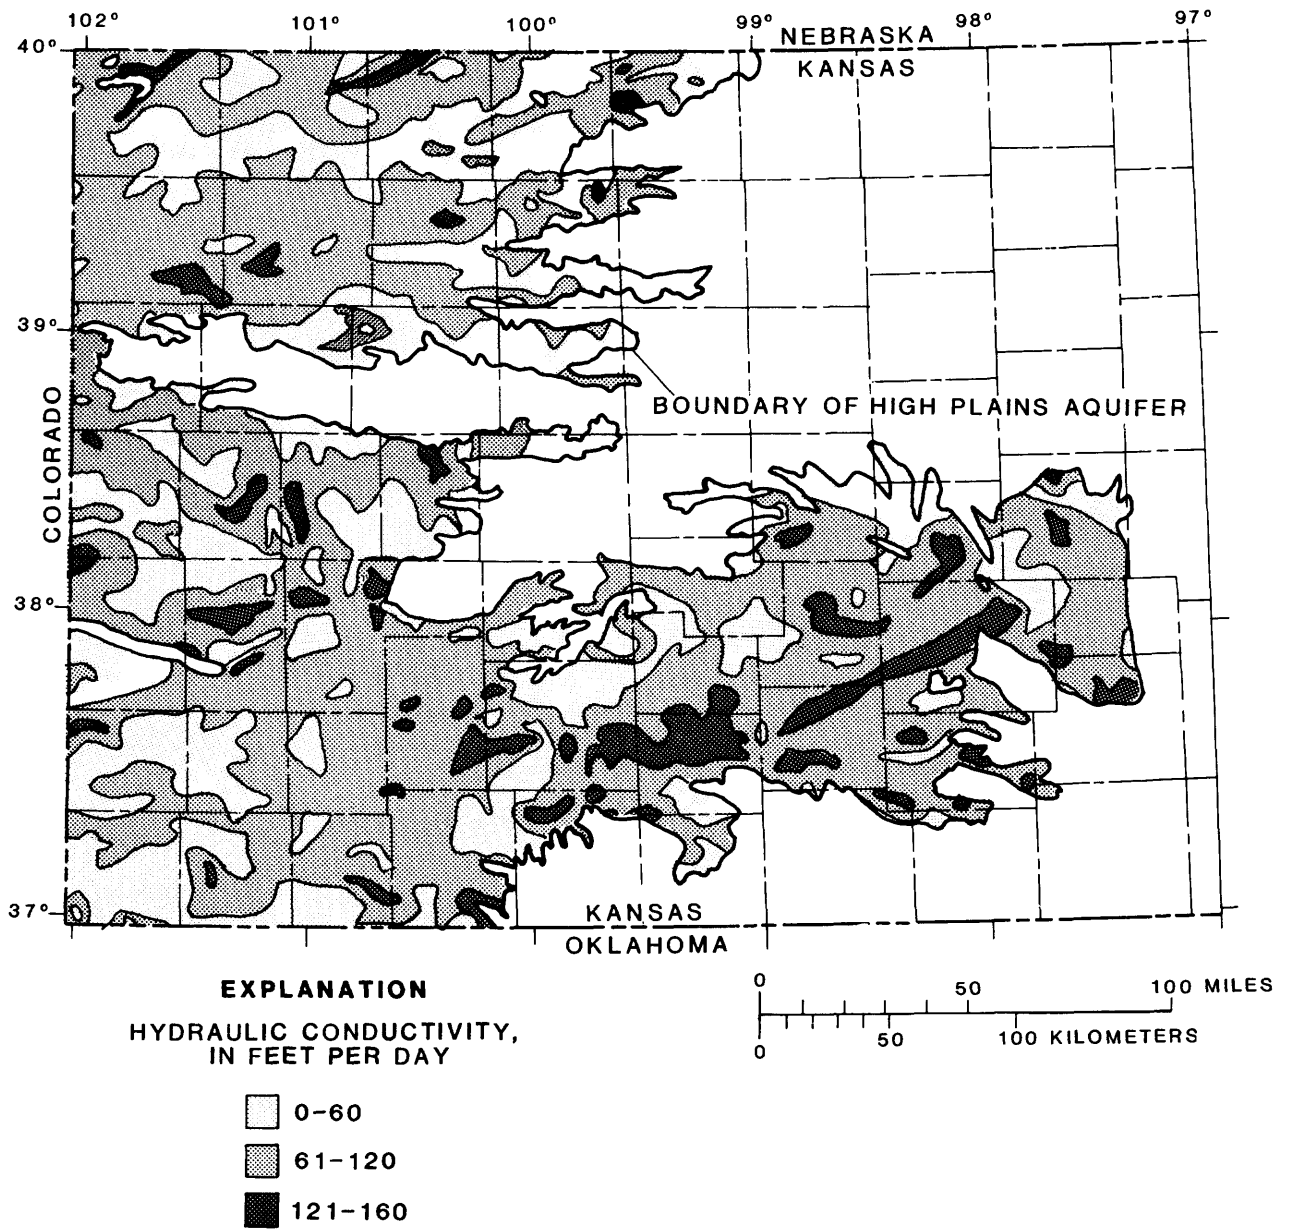 102° 101° 100° 99° 98° 97°
40°
NEBRASKA
KANSAS
39°
BOUNDARY OF HIGH PLAINS AQUIFER
COLORADO
38°
37°
KANSAS
OKLAHOMA
EXPLANATION
HYDRAULIC CONDUCTIVITY,
IN FEET PER DAY
0-60
61-120
121-160
0 50 100 MILES
0 50 100 KILOMETERS